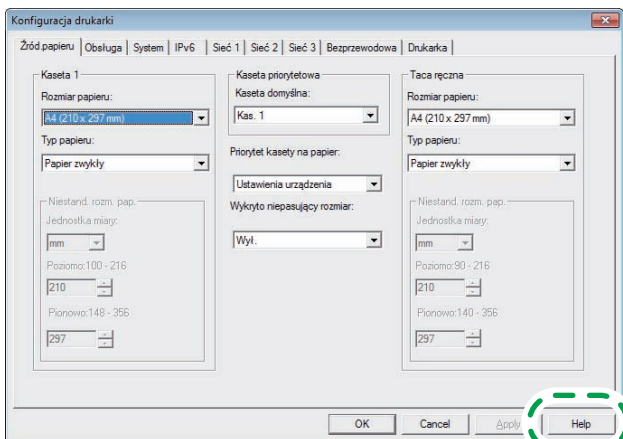 Konfiguracja drukarki
Źród.papieru Obsługa System IPv6 Sieć 1 Sieć 2 Sieć 3 Bezprzewodowa Drukarka
Kaseta 1
Rozmiar papieru:
A4 (210 x 297 mm)
Typ papieru:
Papier zwykły
Niestand. rozm. pap.
Jednostka miary:
mm
Poziomo:100 - 216
210
Pionowo:148 - 356
297
Kaseta priorytetowa
Kaseta domyślna:
Kas. 1
Priorytet kasety na papier:
Ustawienia urządzenia
Wykryto niepasujący rozmiar:
Wył.
Taca ręczna
Rozmiar papieru:
A4 (210 x 297 mm)
Typ papieru:
Papier zwykły
Niestand. rozm. pap.
Jednostka miary:
mm
Poziomo:90 - 216
210
Pionowo:140 - 356
297
OK Cancel Apply Help